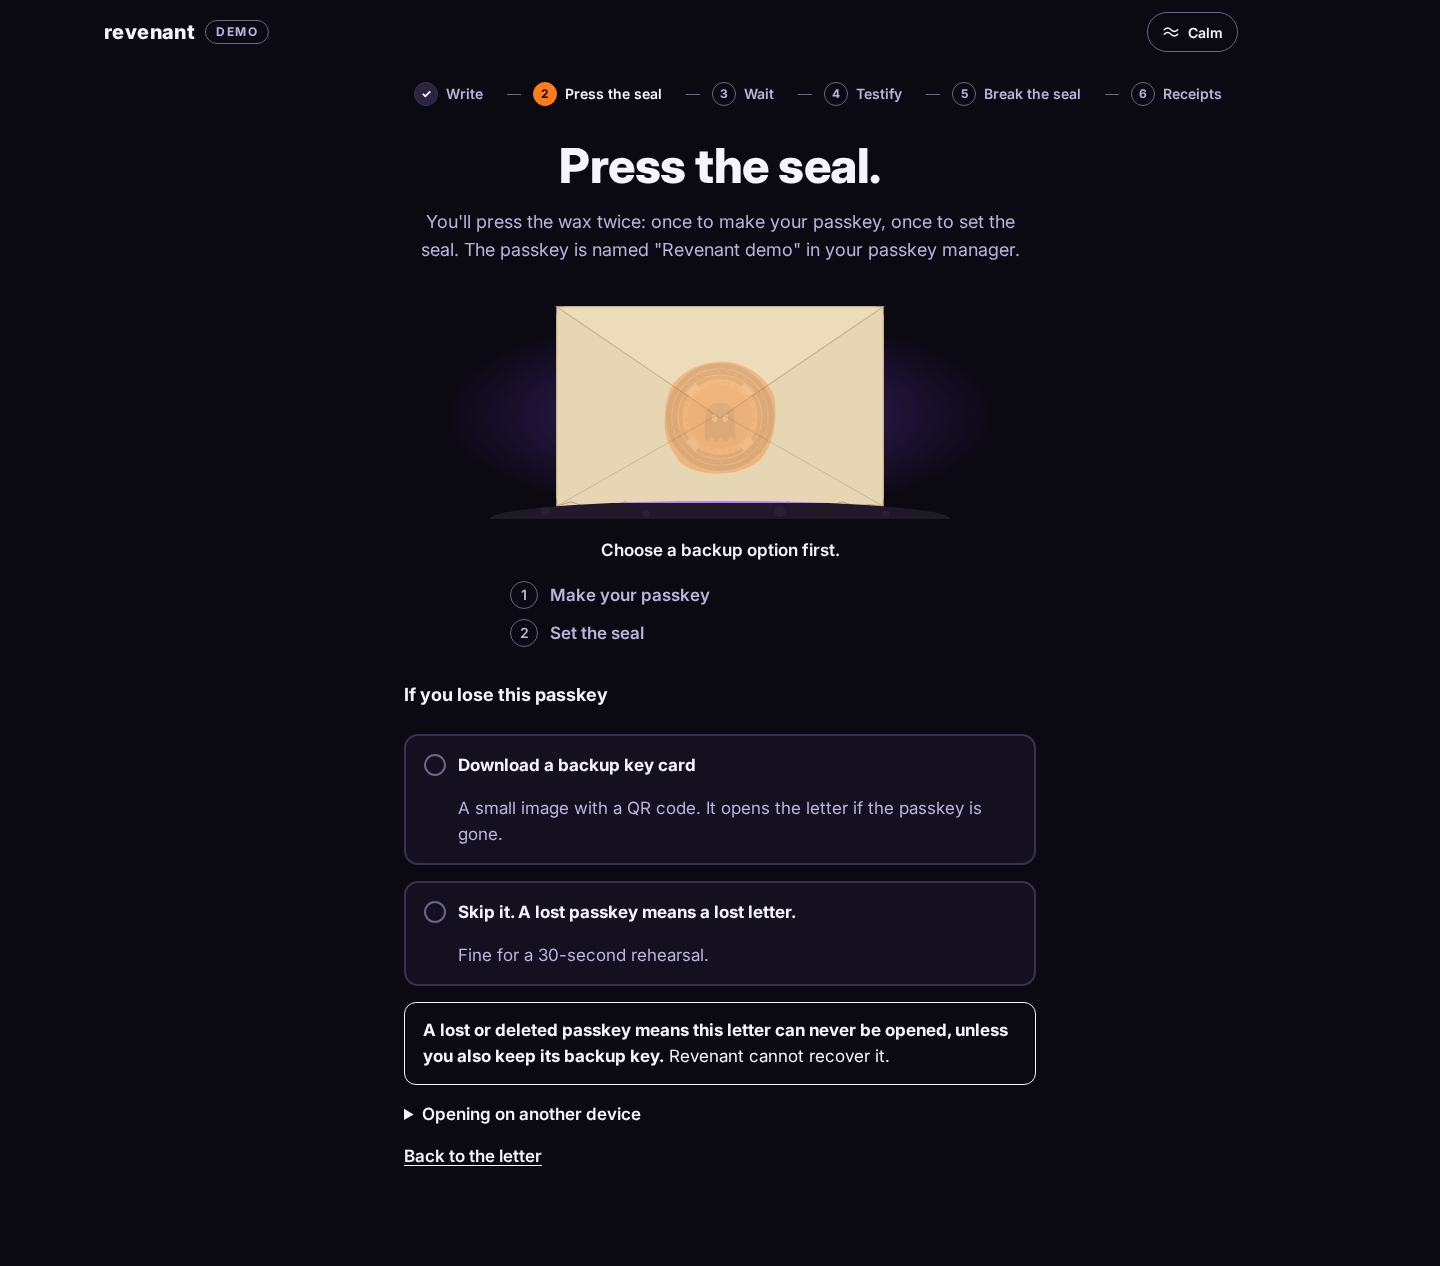 revenant DEMO
Calm
Write
2 Press the seal
3 Wait
4 Testify
5 Break the seal
6 Receipts
Press the seal.
You'll press the wax twice: once to make your passkey, once to set the
seal. The passkey is named "Revenant demo" in your passkey manager.
Choose a backup option first.
1 Make your passkey
2 Set the seal
If you lose this passkey
Download a backup key card
A small image with a QR code. It opens the letter if the passkey is
gone.
Skip it. A lost passkey means a lost letter.
Fine for a 30-second rehearsal.
A lost or deleted passkey means this letter can never be opened, unless
you also keep its backup key. Revenant cannot recover it.
Opening on another device
Back to the letter